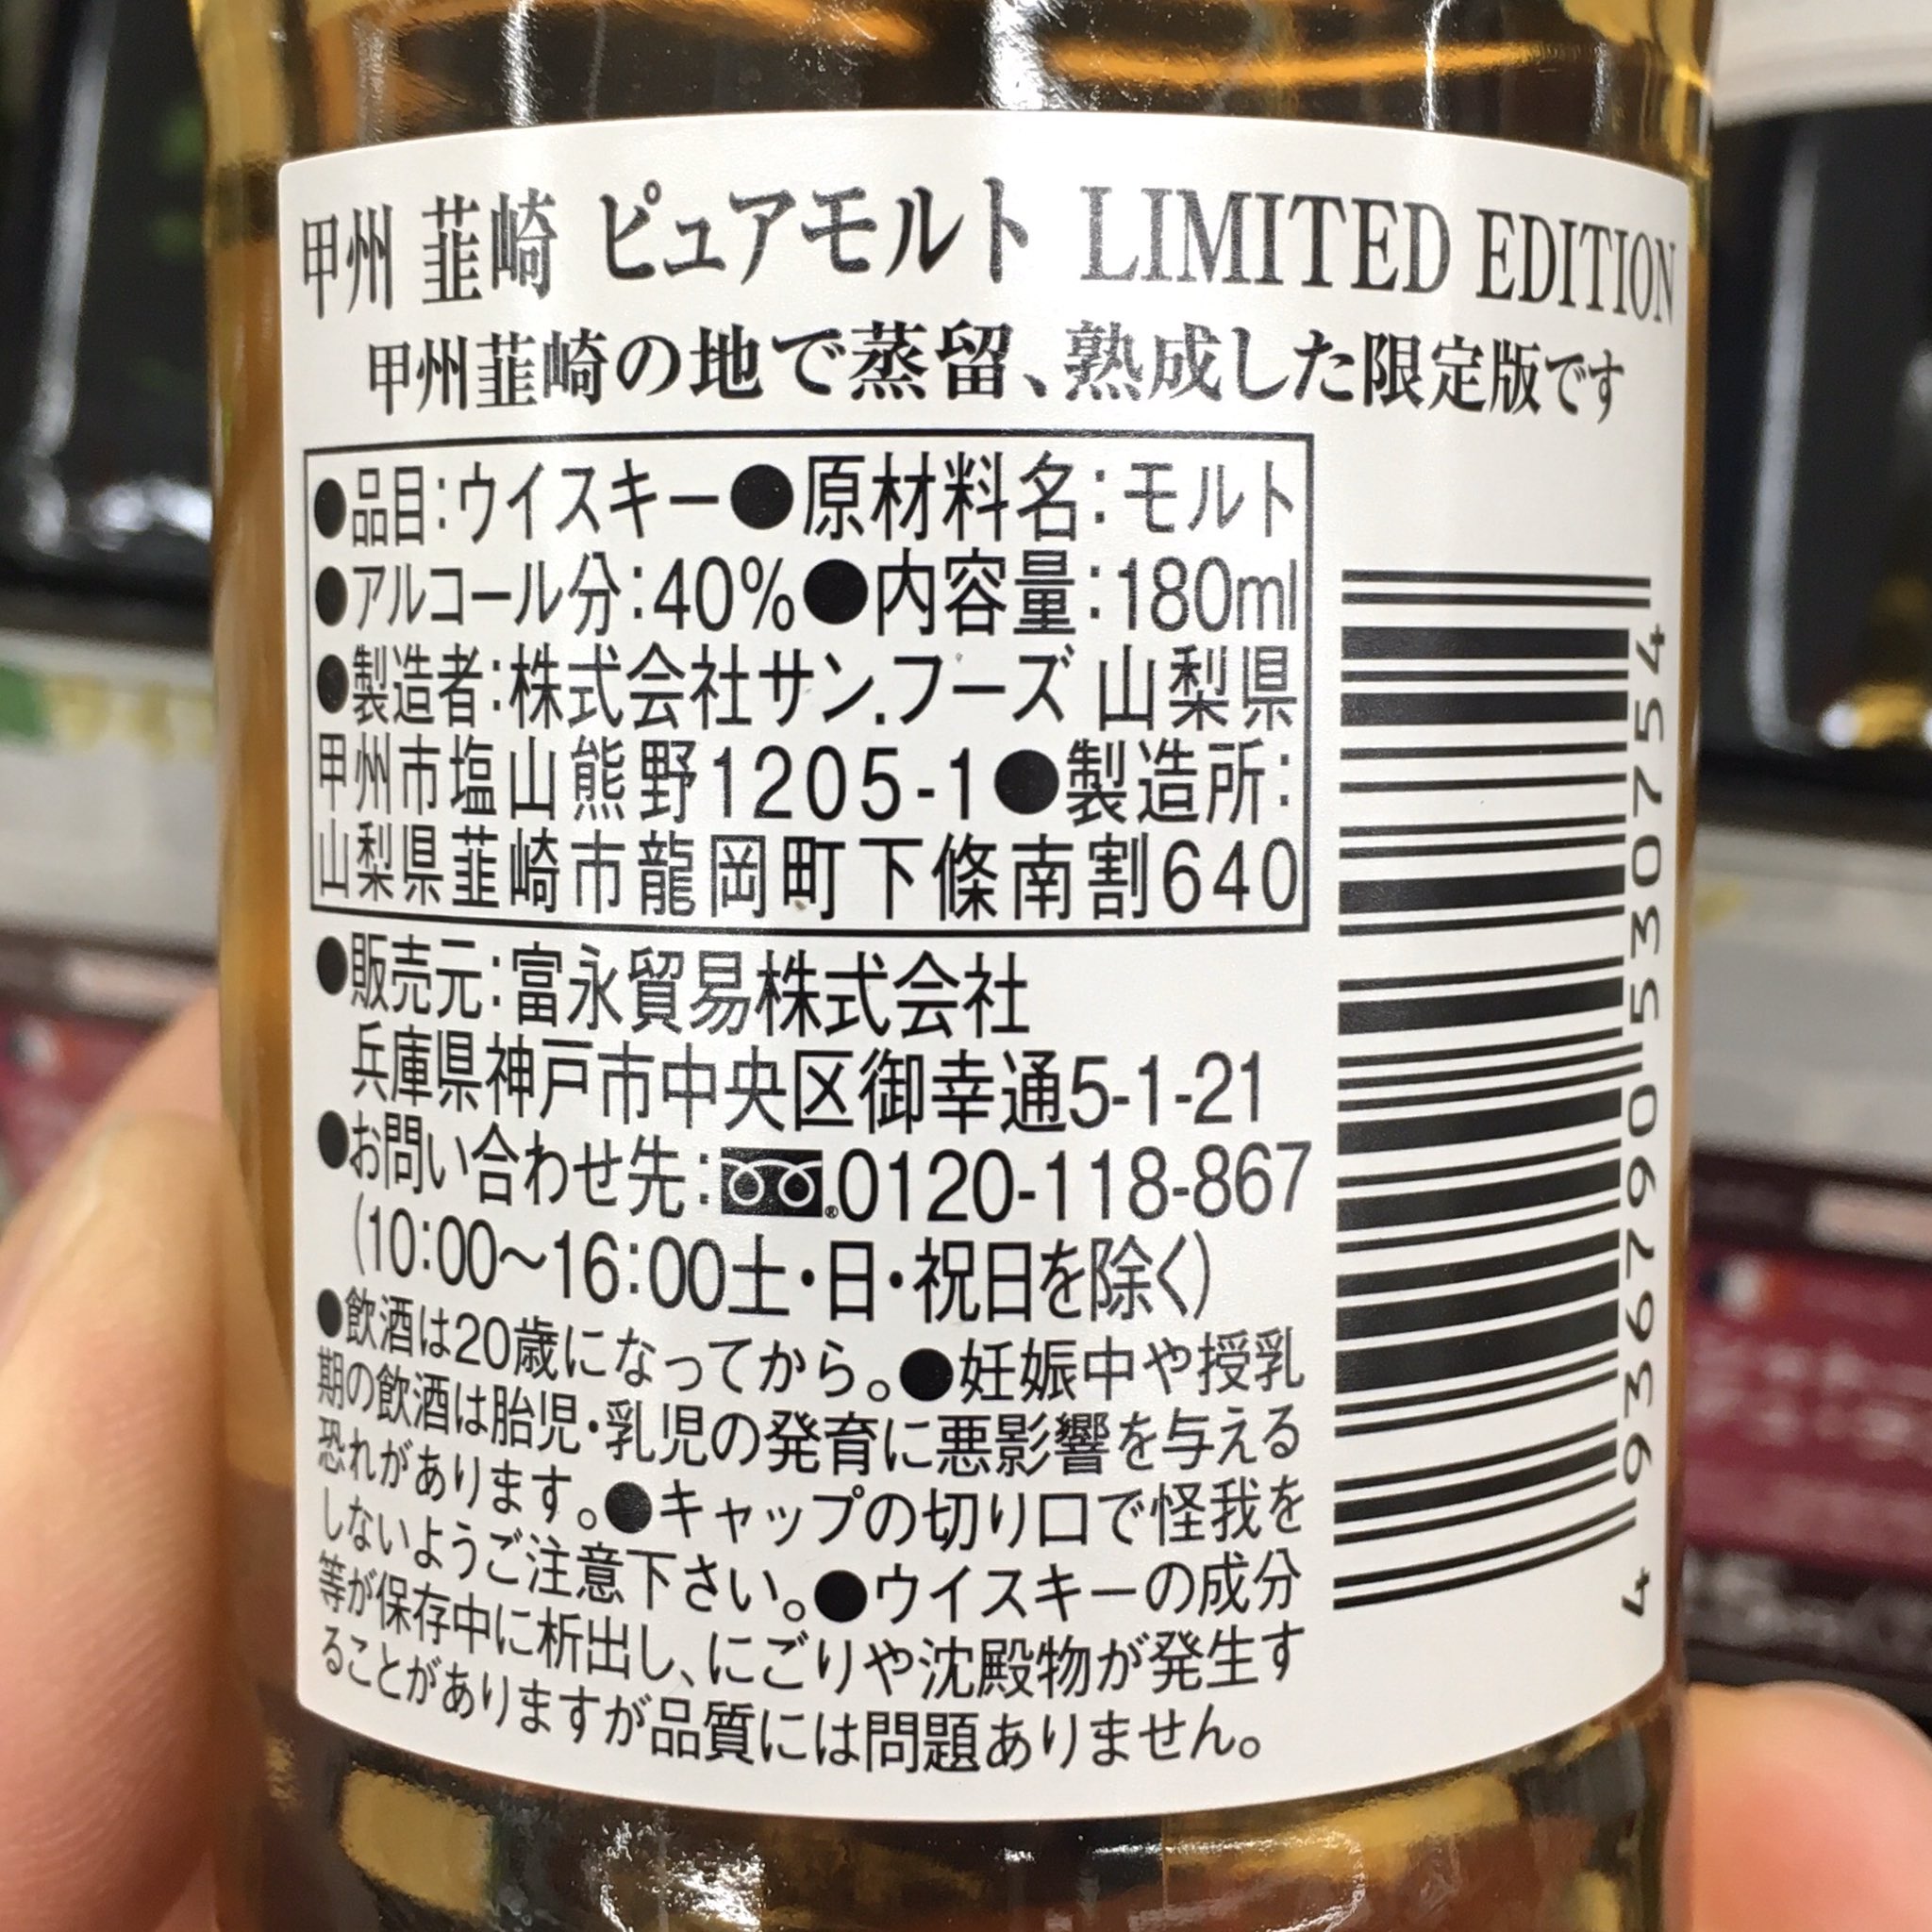 甲州 韮崎 ピュアモルト LIMITED EDITION
甲州韮崎の地で蒸留、熟成した限定版です
●品目:ウイスキー●原材料名:モルト
●アルコール分:40%●内容量:180ml
●製造者:株式会社サン.フーズ 山梨県
甲州市塩山熊野1205-1●製造所:
山梨県韮崎市龍岡町下條南割640
●販売元:富永貿易株式会社
兵庫県神戸市中央区御幸通5-1-21
●お問い合わせ先:0120-118-867
(10:00〜16:00土・日・祝日を除く)
●飲酒は20歳になってから。●妊娠中や授乳
期の飲酒は胎児・乳児の発育に悪影響を与える
恐れがあります。●キャップの切り口で怪我を
しないようご注意下さい。●ウイスキーの成分
等が保存中に析出し、にごりや沈殿物が発生す
ることがありますが品質には問題ありません。
4 936790 530754